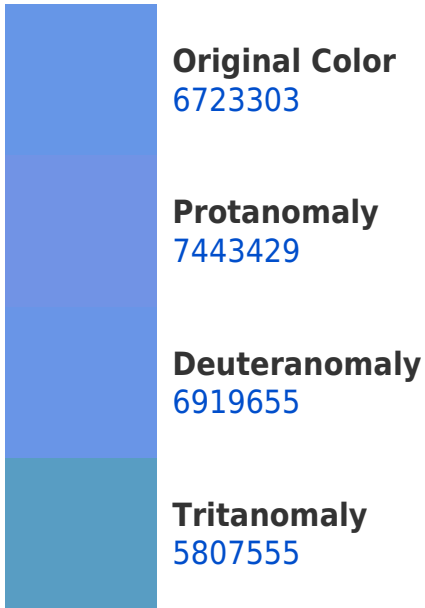 Original Color
6723303
Protanomaly
7443429
Deuteranomaly
6919655
Tritanomaly
5807555